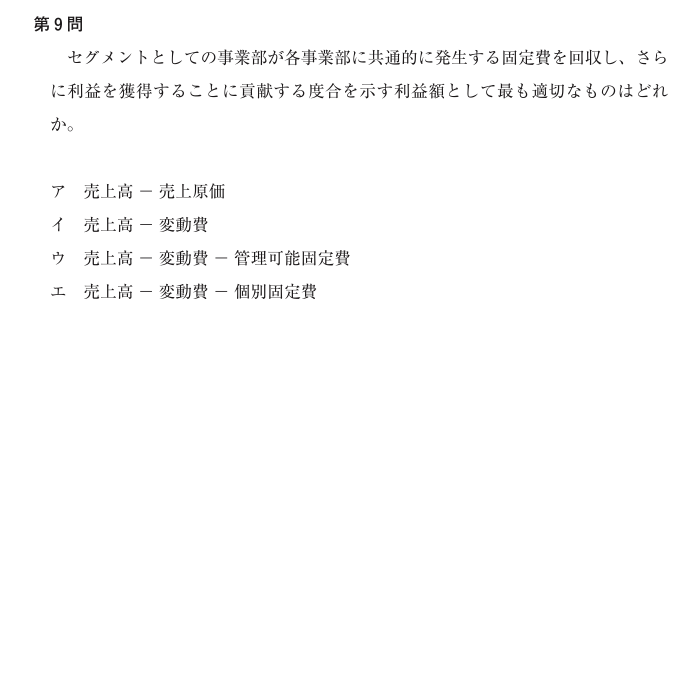 第9問
セグメントとしての事業部が各事業部に共通的に発生する固定費を回収し、さら
に利益を獲得することに貢献する度合を示す利益額として最も適切なものはどれ
か。
ア 売上高 － 売上原価
イ 売上高 － 変動費
ウ 売上高 － 変動費 － 管理可能固定費
エ 売上高 － 変動費 － 個別固定費